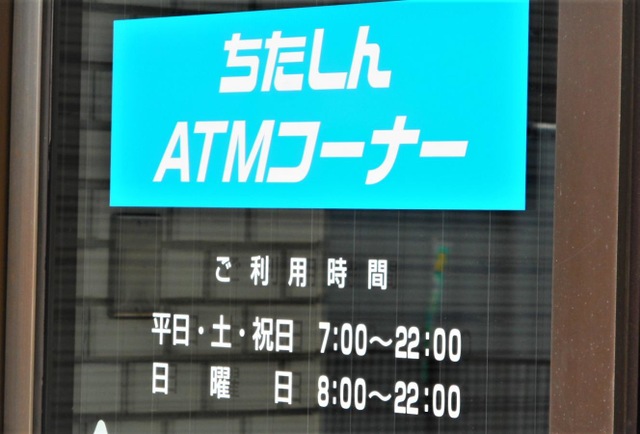 ちたしん
ATMコーナー
ご利用時間
平日・土・祝日 7:00～22:00
日曜日 8:00～22:00